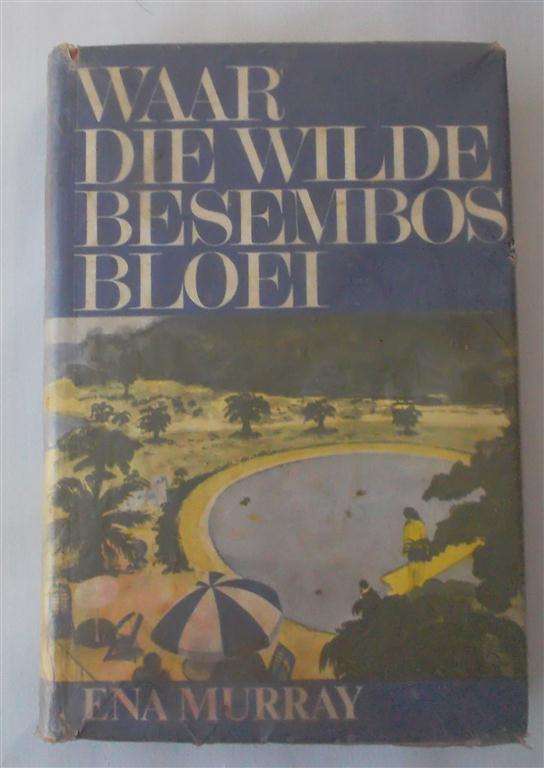 WAAR
DIE WILDE
BESEMBOS
BLOEI
ENA MURRAY